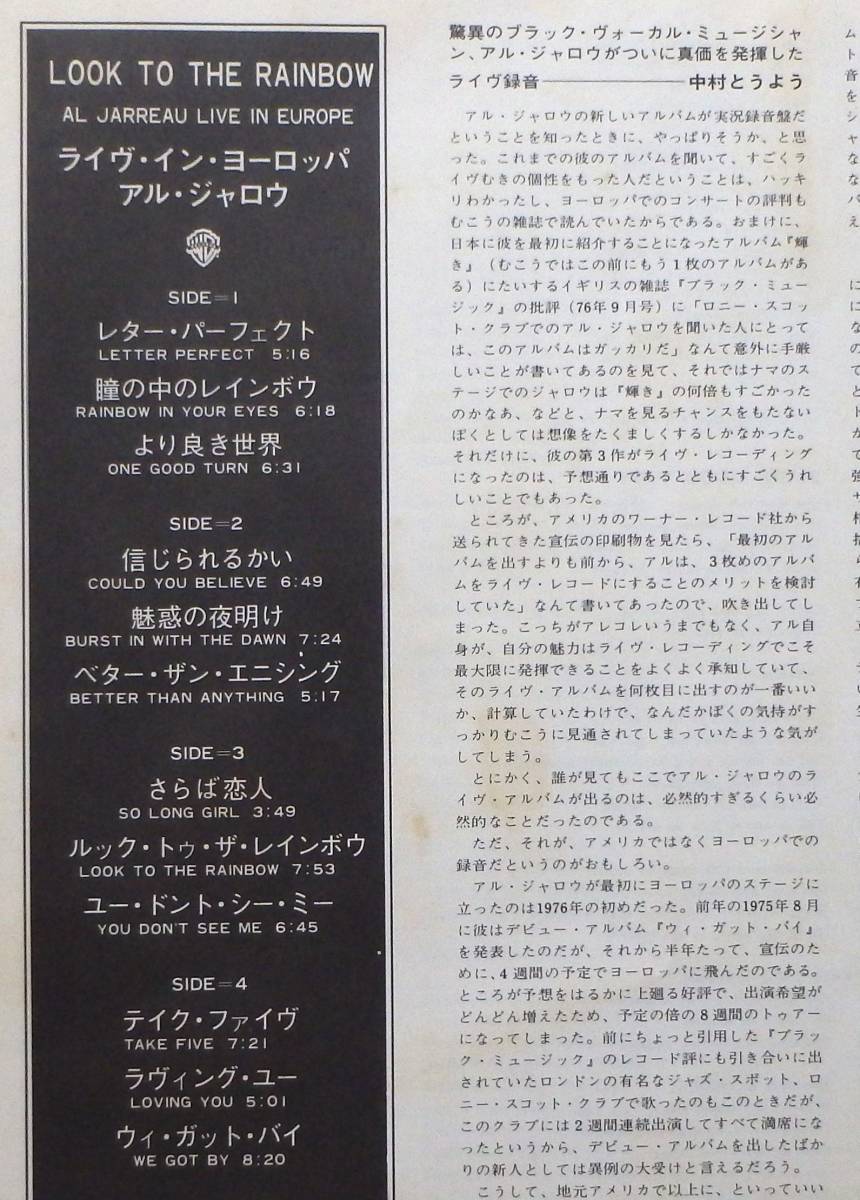 LOOK TO THE RAINBOW
AL JARREAU LIVE IN EUROPE
ライヴ・イン・ヨーロッパ
アル・ジャロウ
SIDE=1
レター・パーフェクト
LETTER PERFECT 5:16
瞳の中のレインボウ
RAINBOW IN YOUR EYES 6:18
より良き世界
ONE GOOD TURN 6:31
SIDE=2
信じられるかい
COULD YOU BELIEVE 6:49
魅惑の夜明け
BURST IN WITH THE DAWN 7:24
ベター・ザン・エニシング
BETTER THAN ANYTHING 5:17
SIDE=3
さらば恋人
SO LONG GIRL 3:49
ルック・トゥ・ザ・レインボウ
LOOK TO THE RAINBOW 7:53
ユー・ドント・シー・ミー
YOU DON'T SEE ME 6:45
SIDE=4
テイク・ファイヴ
TAKE FIVE 7:21
ラヴィング・ユー
LOVING YOU 5:01
ウィ・ガット・バイ
WE GOT BY 8:20
驚異のブラック・ヴォーカル・ミュージシャ
ン、アル・ジャロウがついに真価を発揮した
ライヴ録音――――――中村とうよう
アル・ジャロウの新しいアルバムが実況録音盤だ
ということを知ったときに、やっぱりそうか、と思
った。これまでの彼のアルバムを聞いて、すごくラ
イヴむきの個性をもった人だということは、ハッキ
リわかったし、ヨーロッパでのコンサートの評判も
むこうの雑誌で読んでいたからである。おまけに、
日本に彼を最初に紹介することになったアルバム『輝
き』（むこうではこの前にもう1枚のアルバムがあ
る）にたいするイギリスの雑誌『ブラック・ミュー
ジック』の批評（76年9月号）に「ロニー・スコッ
ト・クラブでのアル・ジャロウを聞いた人にとって
は、このアルバムはガッカリだ」なんて意外に手厳
しいことが書いてあるのを見て、それではナマのス
テージでのジャロウは『輝き』の何倍もすごかった
のかなあ、などと、ナマを見るチャンスをもたない
ぼくとしては想像をたくましくするしかなかった。
それだけに、彼の第3作がライヴ・レコーディング
になったのは、予想通りであるとともにすごくうれ
しいことでもあった。
ところが、アメリカのワーナー・レコード社から
送られてきた宣伝の印刷物を見たら、「最初のアル
バムを出すよりも前から、アルは、3枚めのアルバ
ムをライヴ・レコードにすることのメリットを検討
していた」なんて書いてあったので、吹き出してし
まった。こっちがアレコレいうまでもなく、アル自
身が、自分の魅力はライヴ・レコーディングでこそ
最大限に発揮できることをよくよく承知していて、
そのライヴ・アルバムを何枚目に出すのが一番いい
か、計算していたわけで、なんだかぼくの気持がす
っかりむこうに見通されてしまっていたような気が
してしまう。
とにかく、誰が見てもここでアル・ジャロウのラ
イヴ・アルバムが出るのは、必然的すぎるくらい必
然的なことだったのである。
ただ、それが、アメリカではなくヨーロッパでの
録音だというのがおもしろい。
アル・ジャロウが最初にヨーロッパのステージに
立ったのは1976年の初めだった。前年の1975年8月
に彼はデビュー・アルバム『ウィ・ガット・バイ』
を発表したのだが、それから半年たって、宣伝のた
めに、4週間の予定でヨーロッパに飛んだのである。
ところが予想をはるかに上廻る好評で、出演希望が
どんどん増えたため、予定の倍の8週間のトゥアー
になってしまった。前にちょっと引用した『ブラッ
ク・ミュージック』のレコード評にも引き合いに出
されていたロンドンの有名なジャズ・スポット、ロ
ニー・スコット・クラブで歌ったのもこのときだが、
このクラブには2週間連続出演してすべて満席にな
ったというから、デビュー・アルバムを出したばか
りの新人としては異例の大受けと言えるだろう。
こうして、地元アメリカで以上に、といっていい